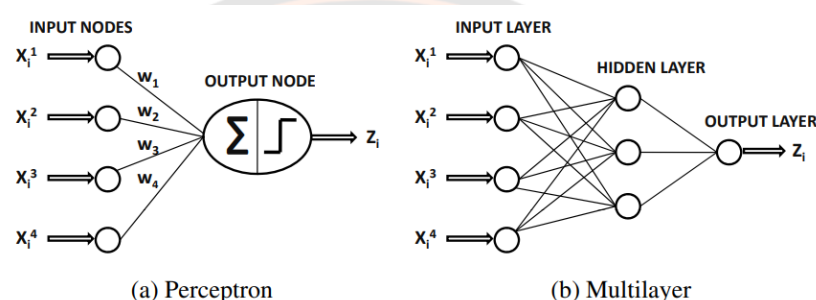 INPUT NODES
X_i^1
w_1
OUTPUT NODE
X_i^2
w_2
Σ
Z_i
w_3
X_i^3
w_4
X_i^4
(a) Perceptron
INPUT LAYER
X_i^1
HIDDEN LAYER
X_i^2
OUTPUT LAYER
Z_i
X_i^3
X_i^4
(b) Multilayer